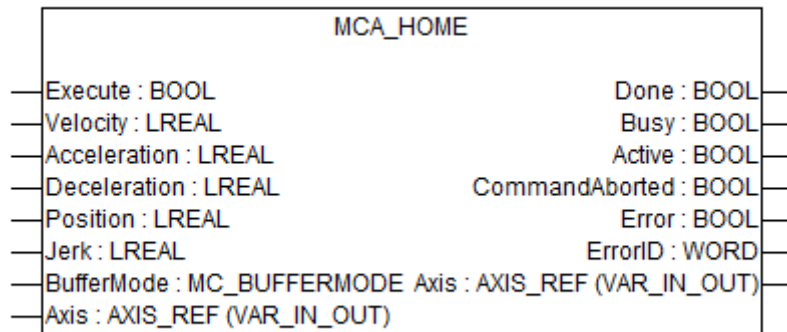 MCA_HOME
Execute : BOOL Done : BOOL
Velocity : LREAL Busy : BOOL
Acceleration : LREAL Active : BOOL
Deceleration : LREAL CommandAborted : BOOL
Position : LREAL Error : BOOL
Jerk : LREAL ErrorID : WORD
BufferMode : MC_BUFFERMODE Axis : AXIS_REF (VAR_IN_OUT)
Axis : AXIS_REF (VAR_IN_OUT)